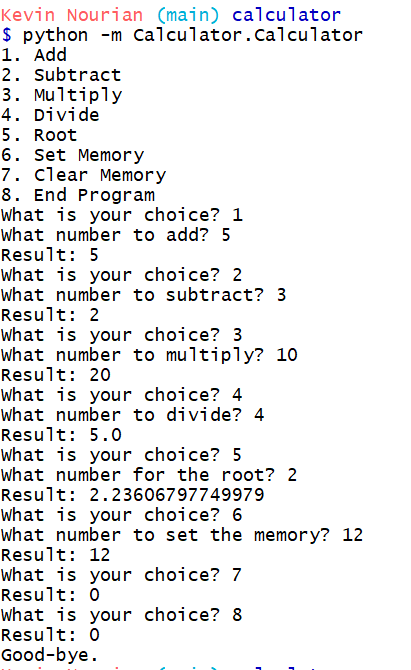 Kevin Nourian (main) calculator
$ python -m Calculator.Calculator
1. Add
2. Subtract
3. Multiply
4. Divide
5. Root
6. Set Memory
7. Clear Memory
8. End Program
What is your choice? 1
What number to add? 5
Result: 5
What is your choice? 2
What number to subtract? 3
Result: 2
What is your choice? 3
What number to multiply? 10
Result: 20
What is your choice? 4
What number to divide? 4
Result: 5.0
What is your choice? 5
What number for the root? 2
Result: 2.23606797749979
What is your choice? 6
What number to set the memory? 12
Result: 12
What is your choice? 7
Result: 0
What is your choice? 8
Result: 0
Good-bye.